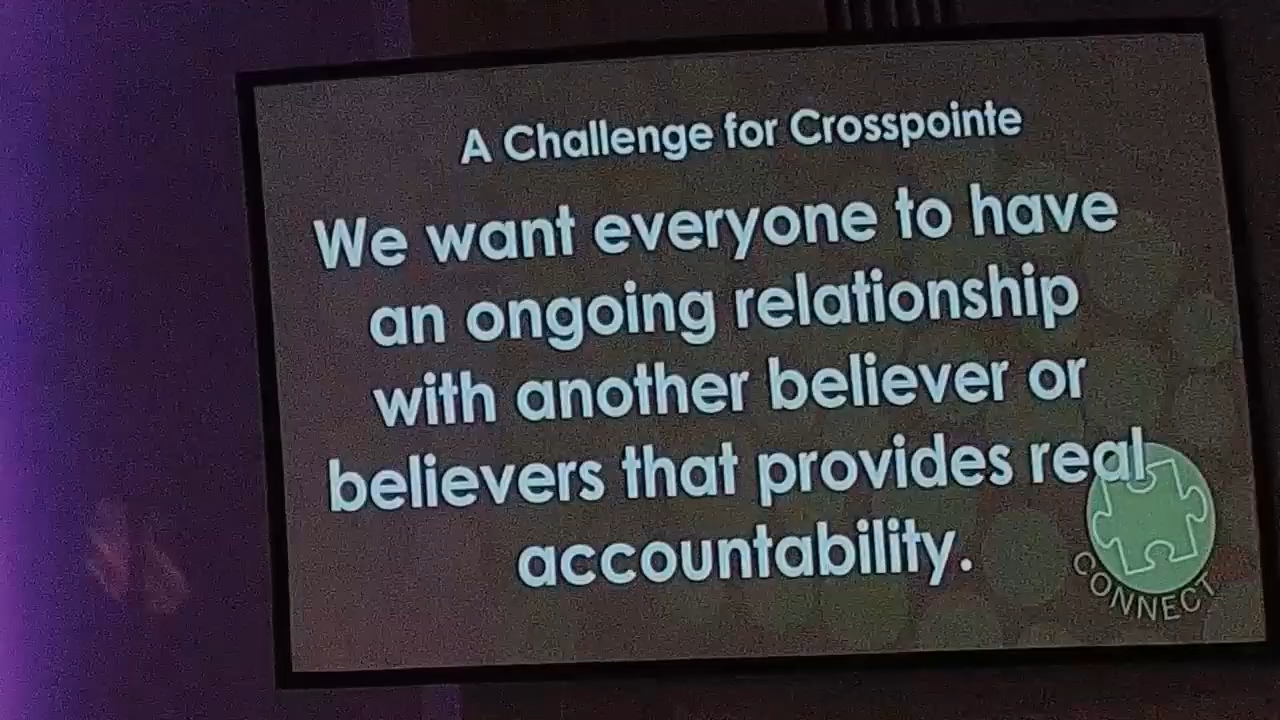 A Challenge for Crosspointe
We want everyone to have
an ongoing relationship
with another believer or
believers that provides real
accountability.
CONNECT